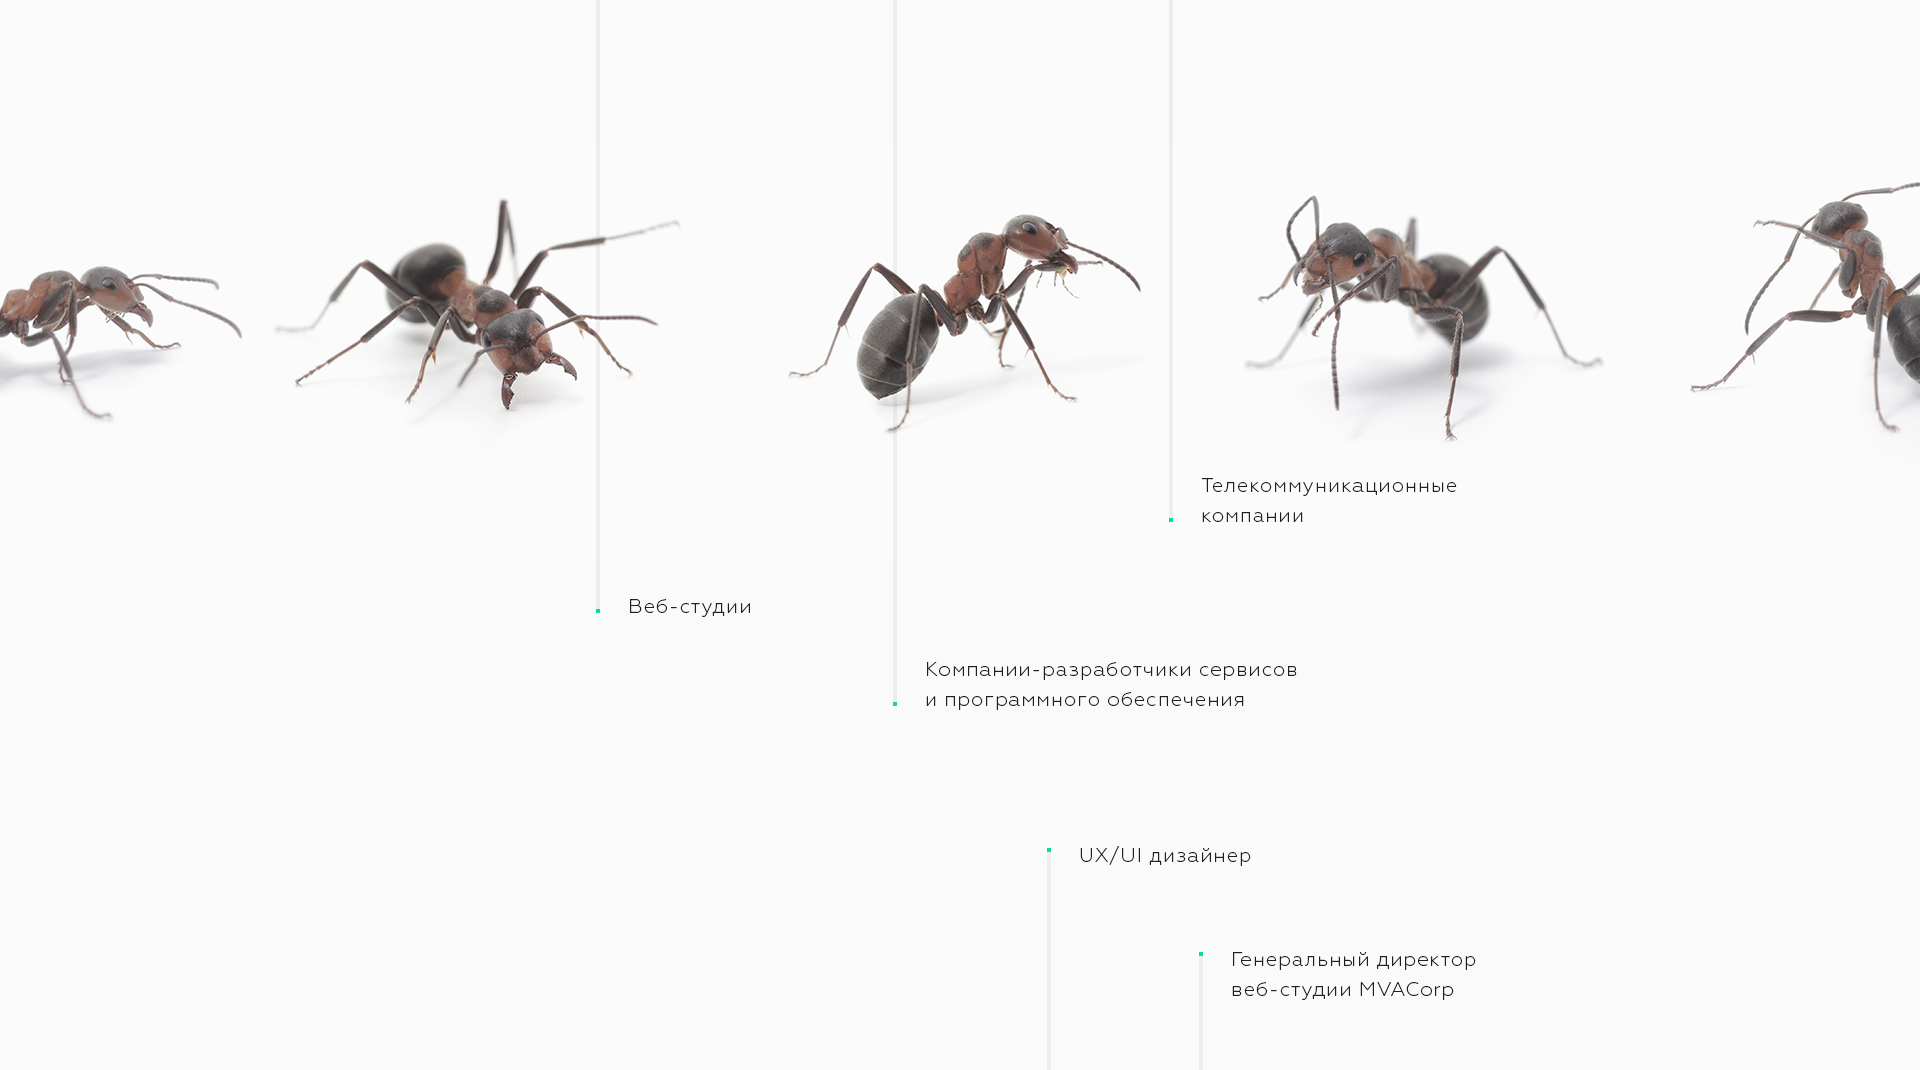 Телекоммуникационные
компании
Веб-студии
Компании-разработчики сервисов
и программного обеспечения
UX/UI дизайнер
Генеральный директор
веб-студии MVACorp